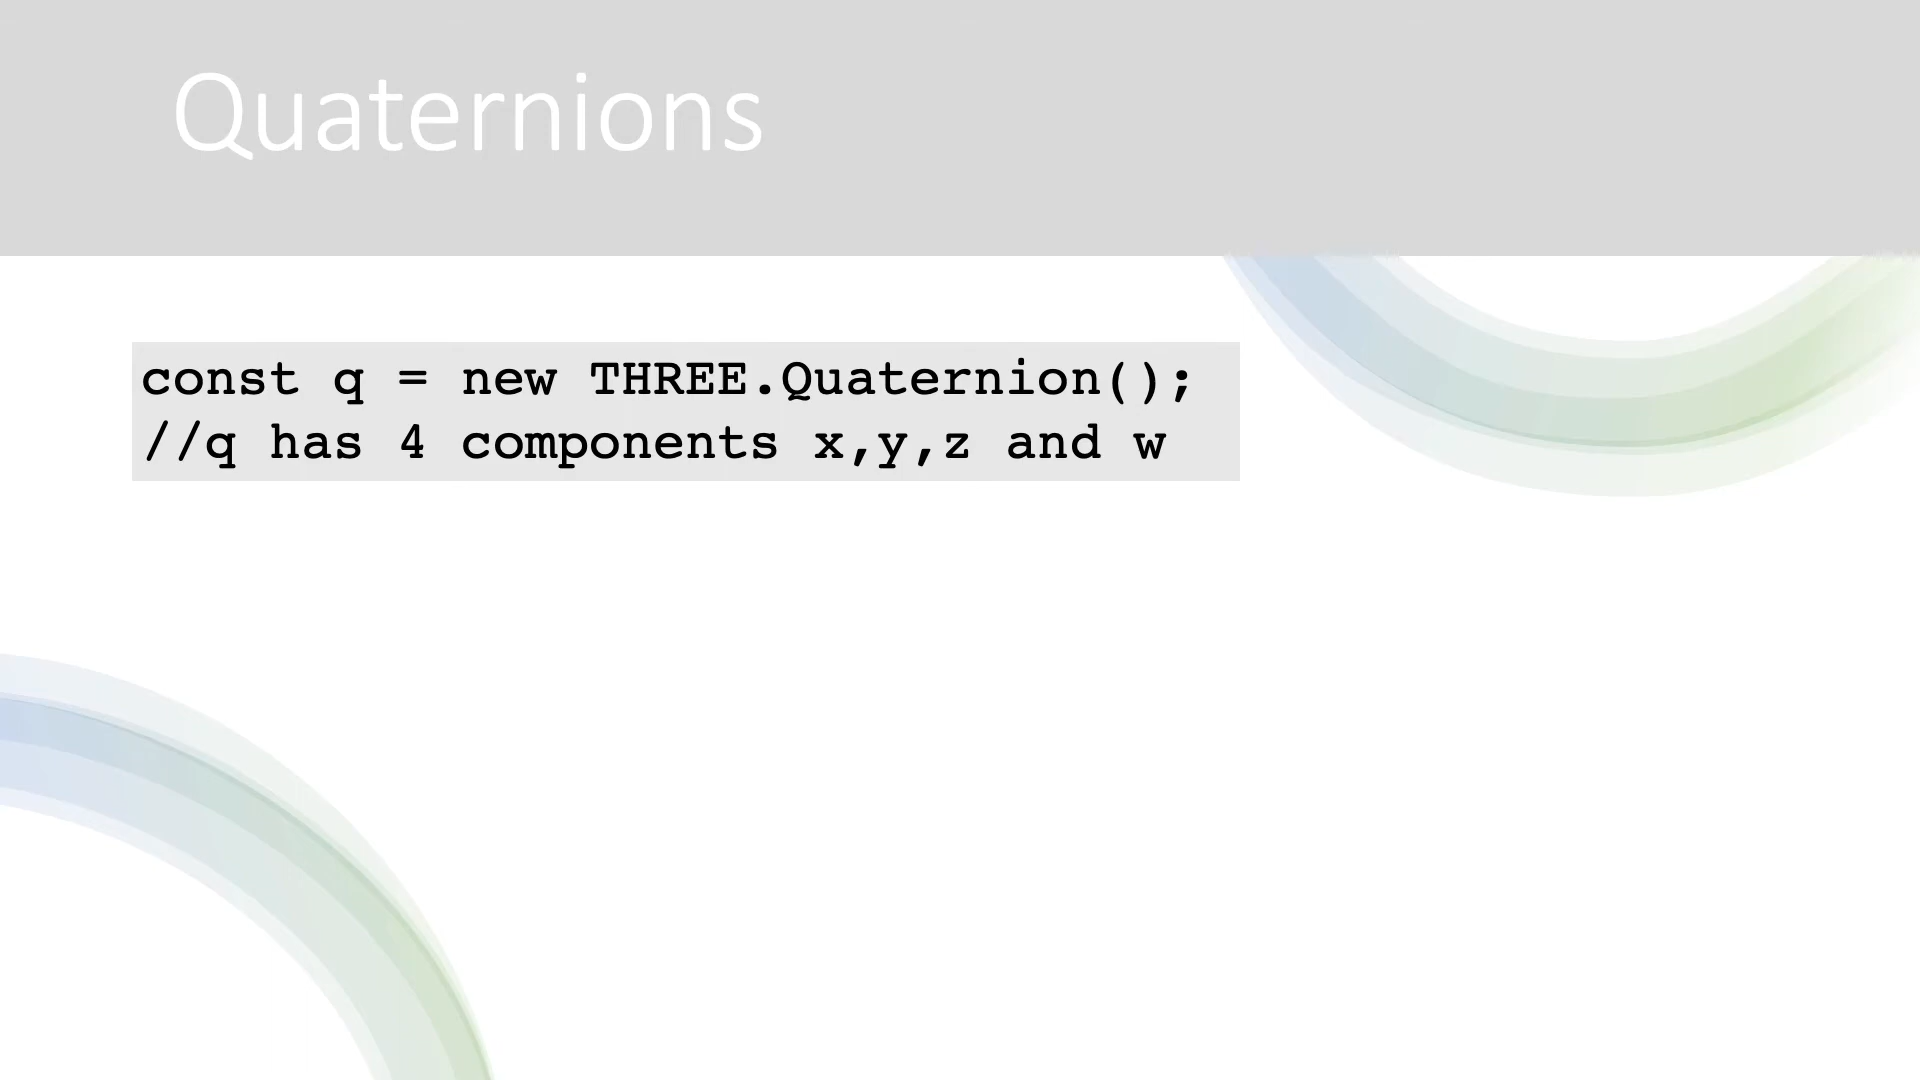 Quaternions
const q = new THREE.Quaternion();
//q has 4 components x,y,z and w